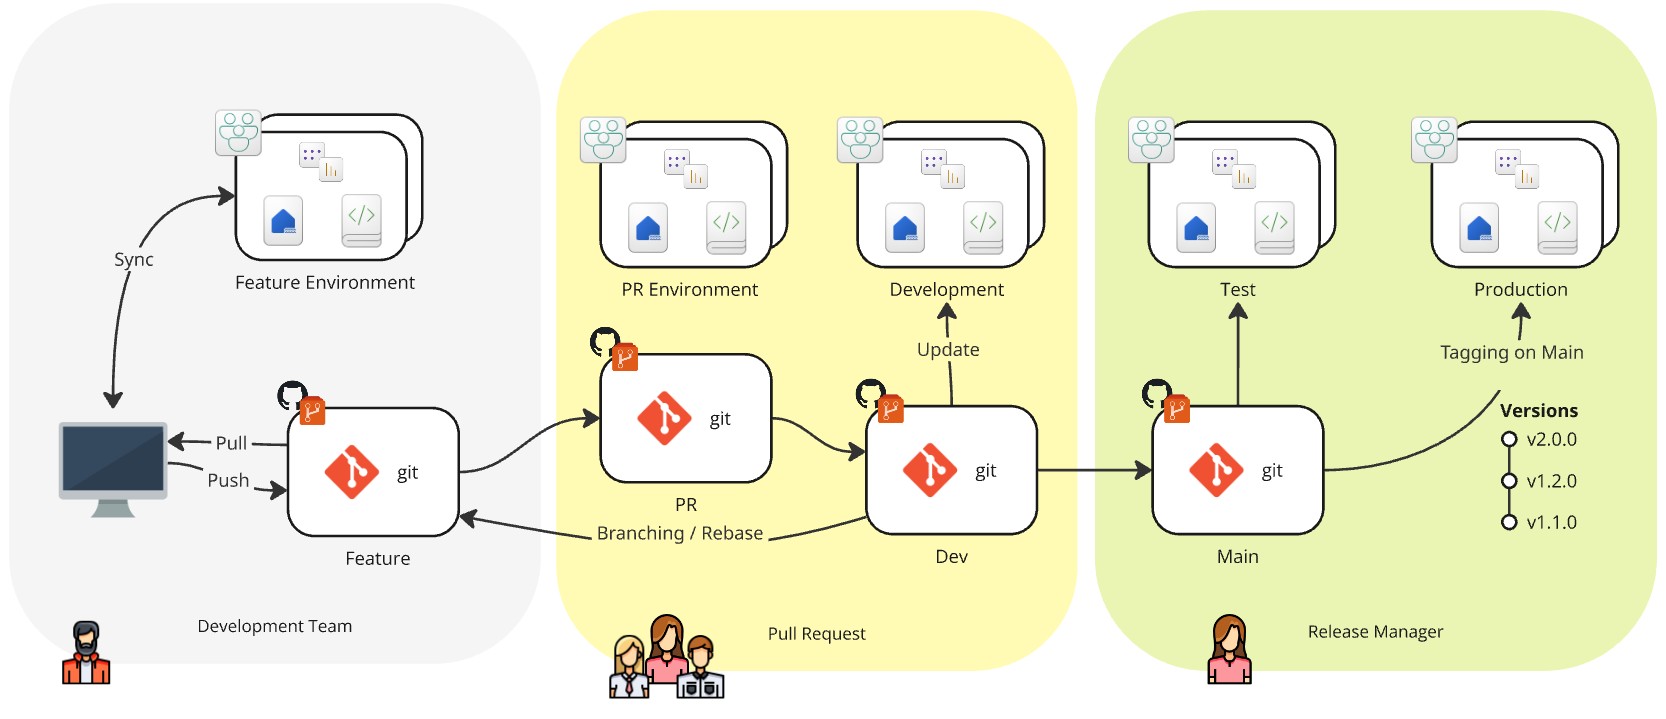 Sync
Feature Environment
Pull
Push
git
Feature
Development Team
PR Environment
Development
Update
git
PR
git
Dev
Branching / Rebase
Pull Request
Test
Production
Tagging on Main
git
Main
Versions
v2.0.0
v1.2.0
v1.1.0
Release Manager